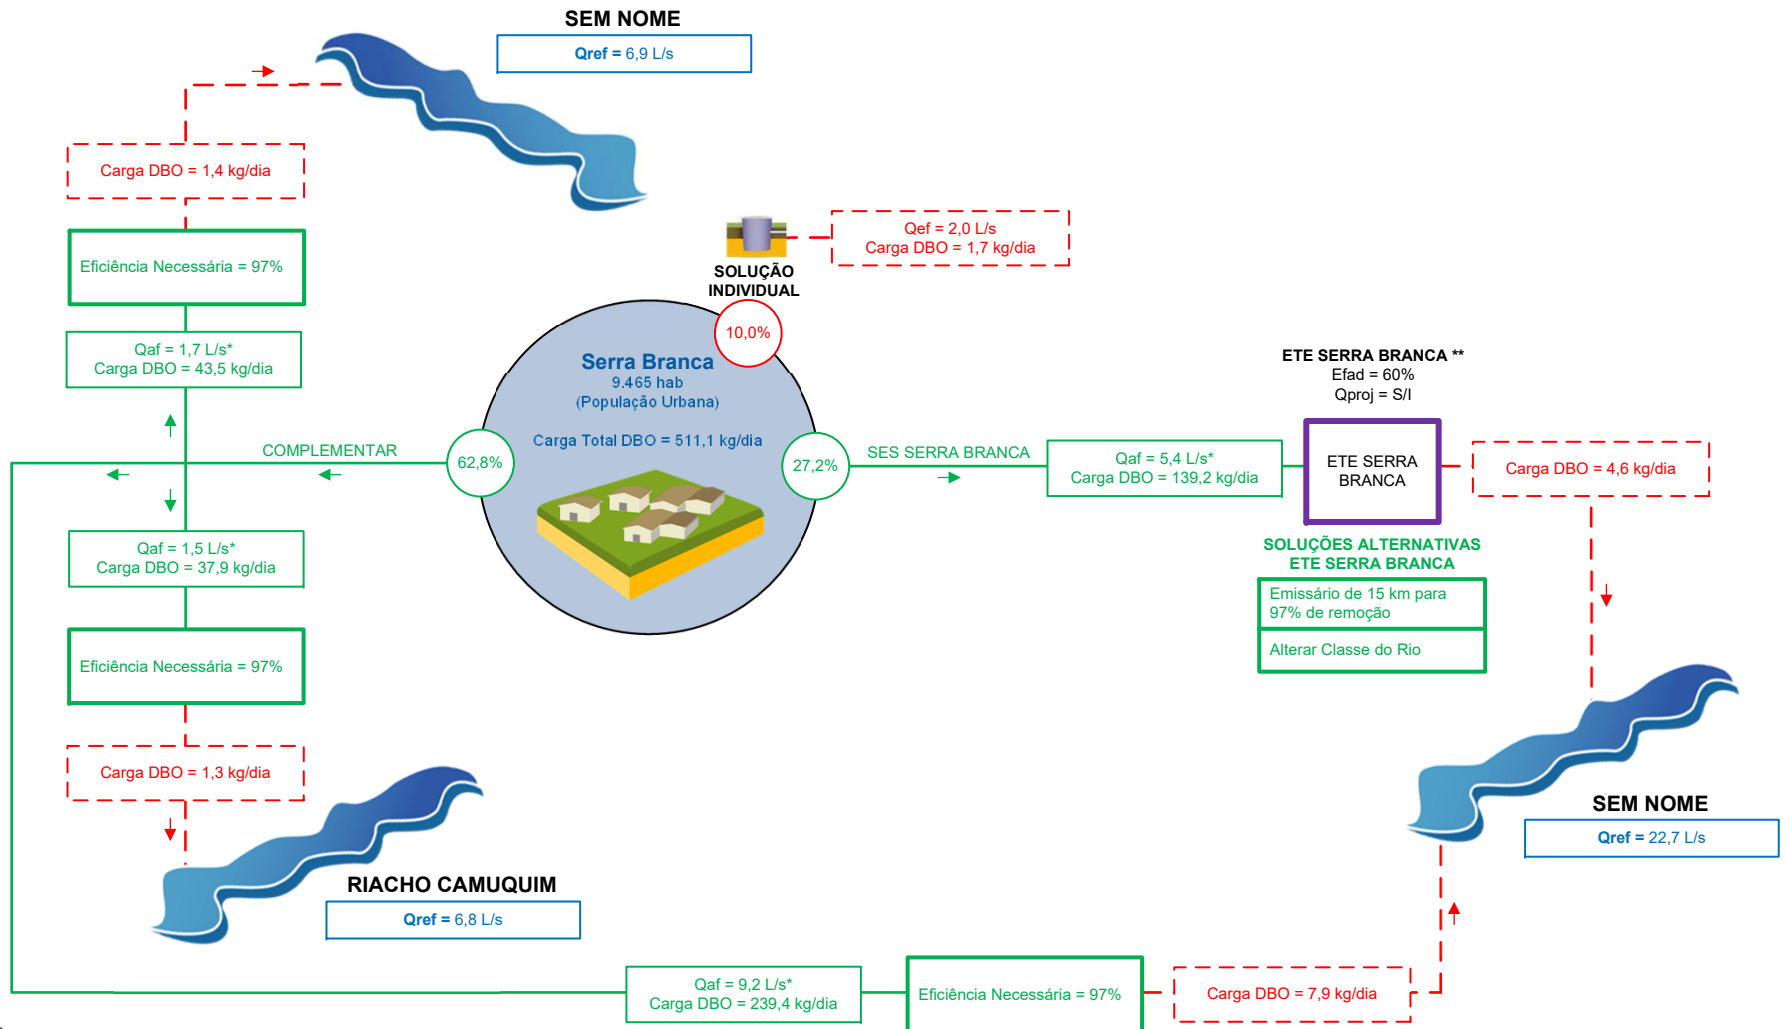 SEM NOME
Qref = 6,9 L/s
Carga DBO = 1,4 kg/dia
Eficiência Necessária = 97%
Qaf = 1,7 L/s*
Carga DBO = 43,5 kg/dia
COMPLEMENTAR
62,8%
Qaf = 1,5 L/s*
Carga DBO = 37,9 kg/dia
Eficiência Necessária = 97%
Carga DBO = 1,3 kg/dia
RIACHO CAMUQUIM
Qref = 6,8 L/s
SOLUÇÃO
INDIVIDUAL
Qef = 2,0 L/s
Carga DBO = 1,7 kg/dia
10,0%
Serra Branca
9.465 hab
(População Urbana)
Carga Total DBO = 511,1 kg/dia
27,2%
SES SERRA BRANCA
Qaf = 5,4 L/s*
Carga DBO = 139,2 kg/dia
ETE SERRA BRANCA **
Efad = 60%
Qproj = S/I
ETE SERRA
BRANCA
Carga DBO = 4,6 kg/dia
SOLUÇÕES ALTERNATIVAS
ETE SERRA BRANCA
Emissário de 15 km para
97% de remoção
Alterar Classe do Rio
SEM NOME
Qref = 22,7 L/s
Qaf = 9,2 L/s*
Carga DBO = 239,4 kg/dia
Eficiência Necessária = 97%
Carga DBO = 7,9 kg/dia